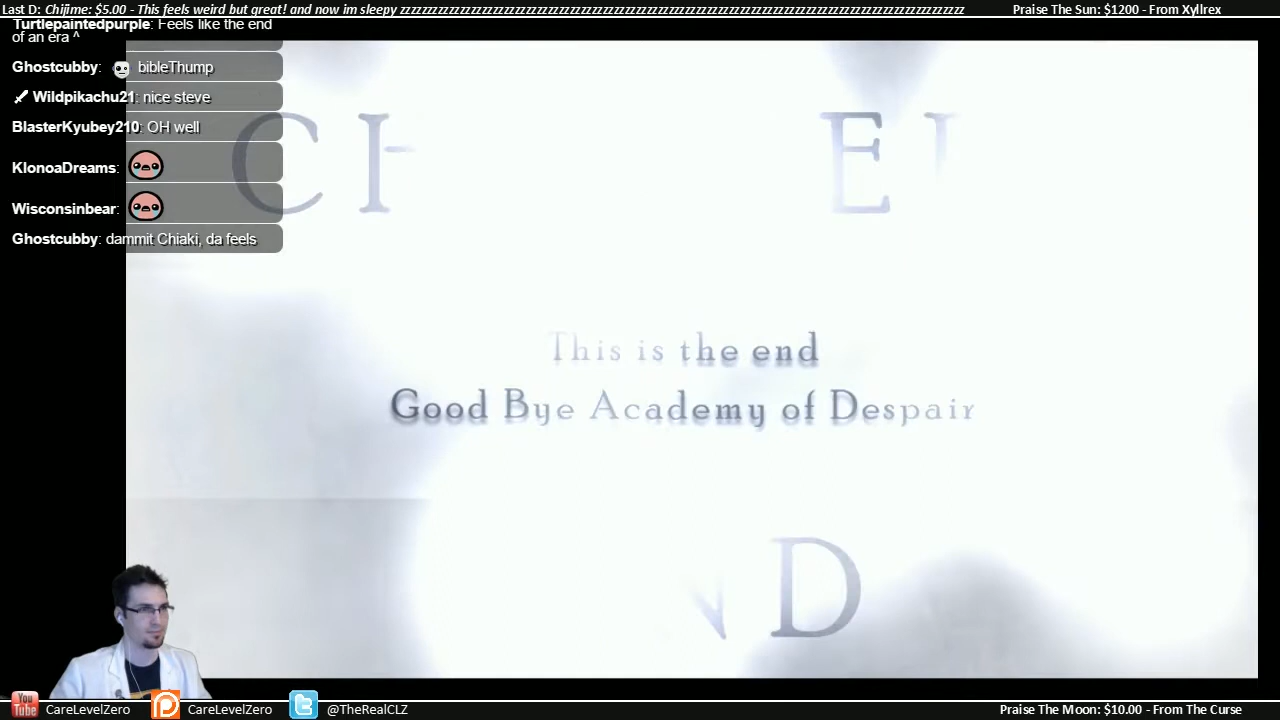 Last D: Chijime: $5.00 - This feels weird but great! and now im sleepy
Praise The Sun: $1200 - From Xyllrex
Turtlepaintedpurple: Feels like the end
of an era ^
Ghostcubby: bibleThump
Wildpikachu21: nice steve
BlasterKyubey210: OH well
KlonoaDreams:
Wisconsinbear:
Ghostcubby: dammit Chiaki, da feels
This is the end
Good Bye Academy of Despair
You
Tube
CareLevelZero
CareLevelZero
@TheRealCLZ
Praise The Moon: $10.00 - From The Curse